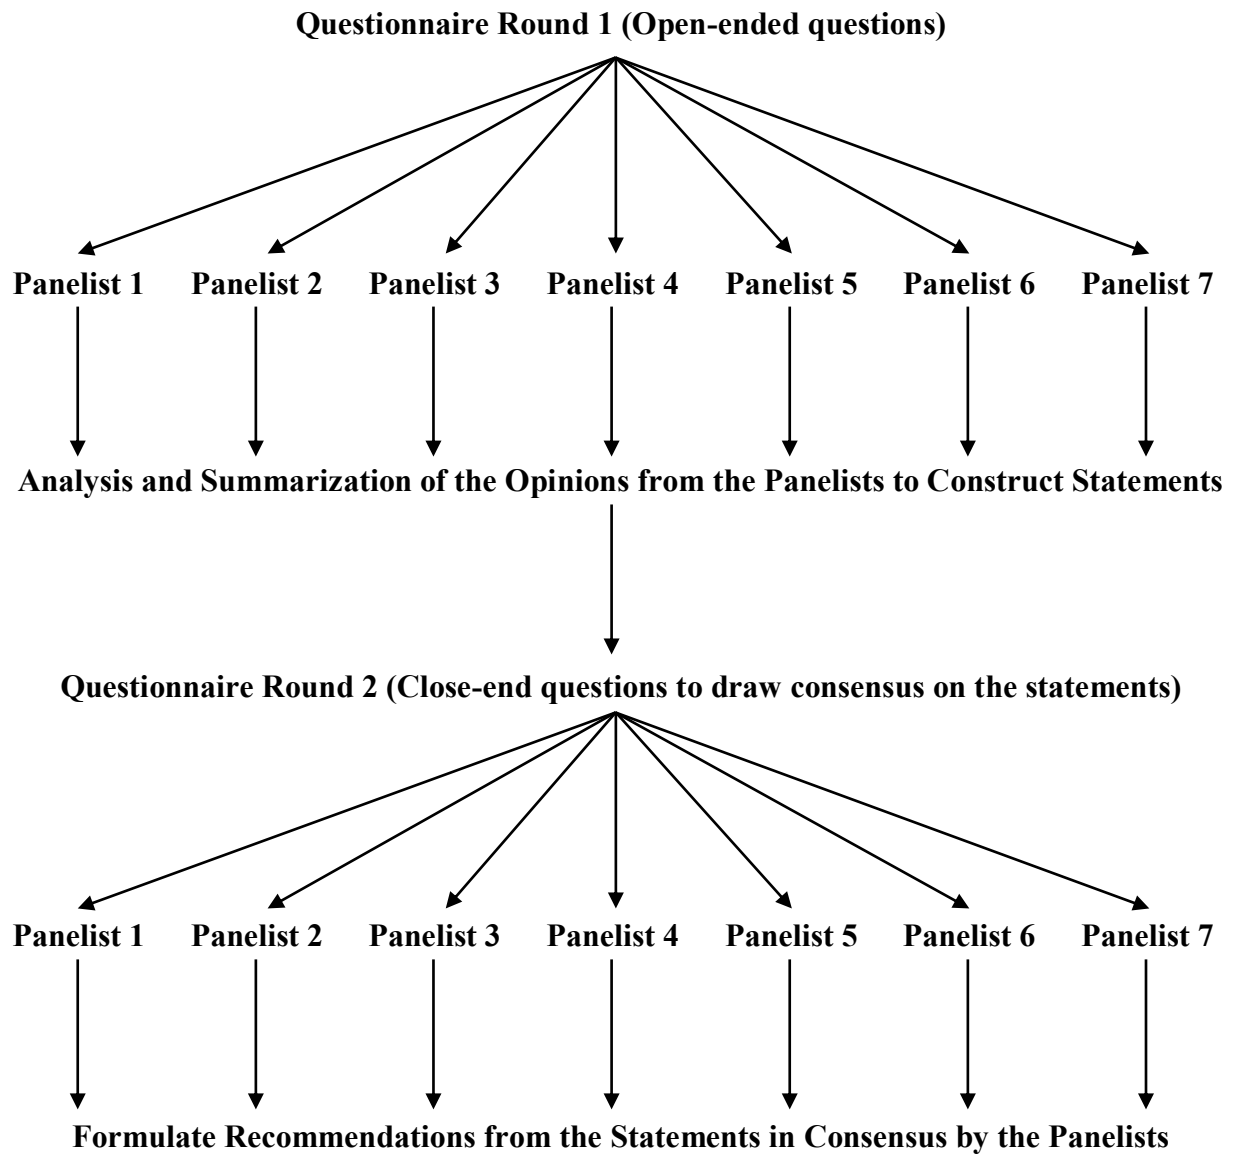 Questionnaire Round 1 (Open-ended questions)
Panelist 1 Panelist 2 Panelist 3 Panelist 4 Panelist 5 Panelist 6 Panelist 7
Analysis and Summarization of the Opinions from the Panelists to Construct Statements
Questionnaire Round 2 (Close-end questions to draw consensus on the statements)
Panelist 1 Panelist 2 Panelist 3 Panelist 4 Panelist 5 Panelist 6 Panelist 7
Formulate Recommendations from the Statements in Consensus by the Panelists